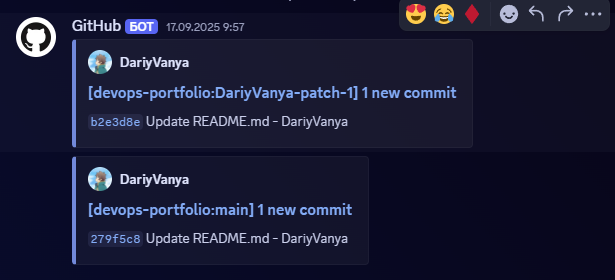 GitHub БОТ 17.09.2025 9:57
DariyVanya
[devops-portfolio:DariyVanya-patch-1] 1 new commit
b2e3d8e Update README.md - DariyVanya
DariyVanya
[devops-portfolio:main] 1 new commit
279f5c8 Update README.md - DariyVanya